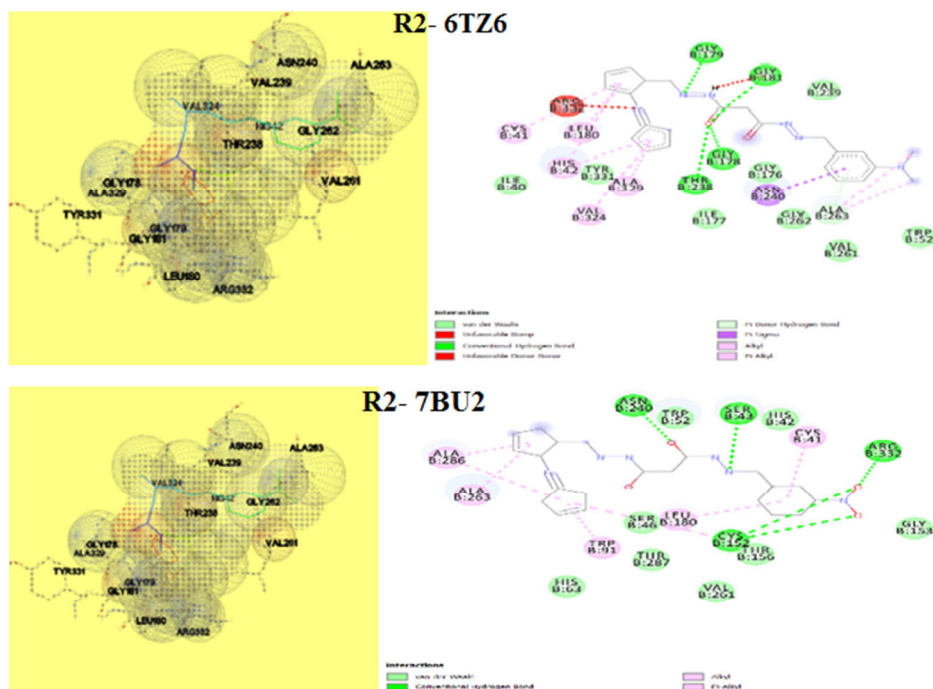 R2- 6TZ6
ASN240
VAL239
ALA263
VAL324
HIS42
GLY262
THR238
GLY178
ALA329
VAL261
TYR331
GLY179
GLY181
LEU180
ARG332
GLY
B:179
GLY
B:181
VAL
B:239
B:332
CYS
B:41
LEU
B:180
HIS
B:42
TYR
B:331
ALA
B:329
ILE
B:40
VAL
B:324
THR
B:238
GLY
B:178
GLY
B:176
ASN
B:240
ILE
B:177
GLY
B:262
ALA
B:263
VAL
B:261
TRP
B:52
H
Interactions
van der Waals
Unfavorable Bump
Conventional Hydrogen Bond
Unfavorable Donor-Donor
Pi-Donor Hydrogen Bond
Pi-Sigma
Alkyl
Pi-Alkyl
R2- 7BU2
ASN240
VAL239
ALA263
VAL324
HIS42
GLY262
THR238
GLY178
ALA329
VAL261
TYR331
GLY179
GLY181
LEU180
ARG332
ASN
B:240
TRP
B:52
SER
B:43
HIS
B:42
CYS
B:41
ARG
B:332
ALA
B:286
ALA
B:263
SER
B:46
LEU
B:180
CYS
B:152
GLY
B:153
TRP
B:91
THR
B:287
THR
B:156
HIS
B:63
VAL
B:261
Interactions
van der Waals
Conventional Hydrogen Bond
Alkyl
Pi-Alkyl